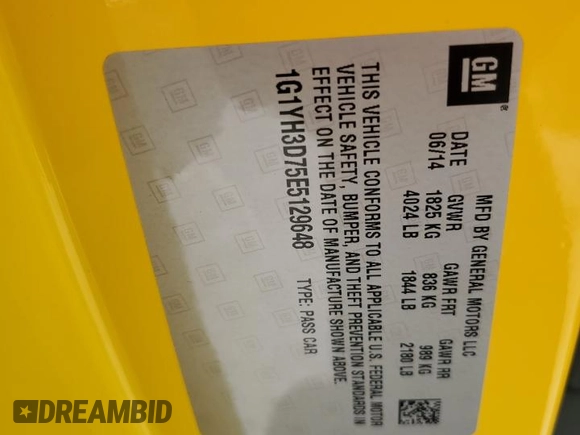 GM
®
MFD BY GENERAL MOTORS LLC
DATE GVWR GAWR FRT GAWR RR
06/14 1825 KG 836 KG 989 KG
4024 LB 1844 LB 2180 LB
THIS VEHICLE CONFORMS TO ALL APPLICABLE U.S. FEDERAL MOTOR
VEHICLE SAFETY, BUMPER, AND THEFT PREVENTION STANDARDS IN
EFFECT ON THE DATE OF MANUFACTURE SHOWN ABOVE.
1G1YH3D75E5129648 TYPE: PASS CAR
DREAMBID